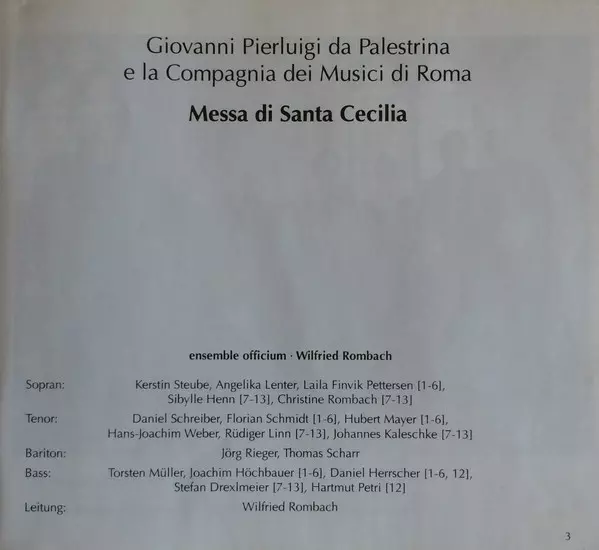 Giovanni Pierluigi da Palestrina
e la Compagnia dei Musici di Roma
Messa di Santa Cecilia
ensemble officium · Wilfried Rombach
Sopran: Kerstin Steube, Angelika Lenter, Laila Finvik Pettersen [1-6],
Sibylle Henn [7-13], Christine Rombach [7-13]
Tenor: Daniel Schreiber, Florian Schmidt [1-6], Hubert Mayer [1-6],
Hans-Joachim Weber, Rüdiger Linn [7-13], Johannes Kaleschke [7-13]
Bariton: Jörg Rieger, Thomas Scharr
Bass: Torsten Müller, Joachim Höchbauer [1-6], Daniel Herrscher [1-6, 12],
Stefan Drexlmeier [7-13], Hartmut Petri [12]
Leitung: Wilfried Rombach
3